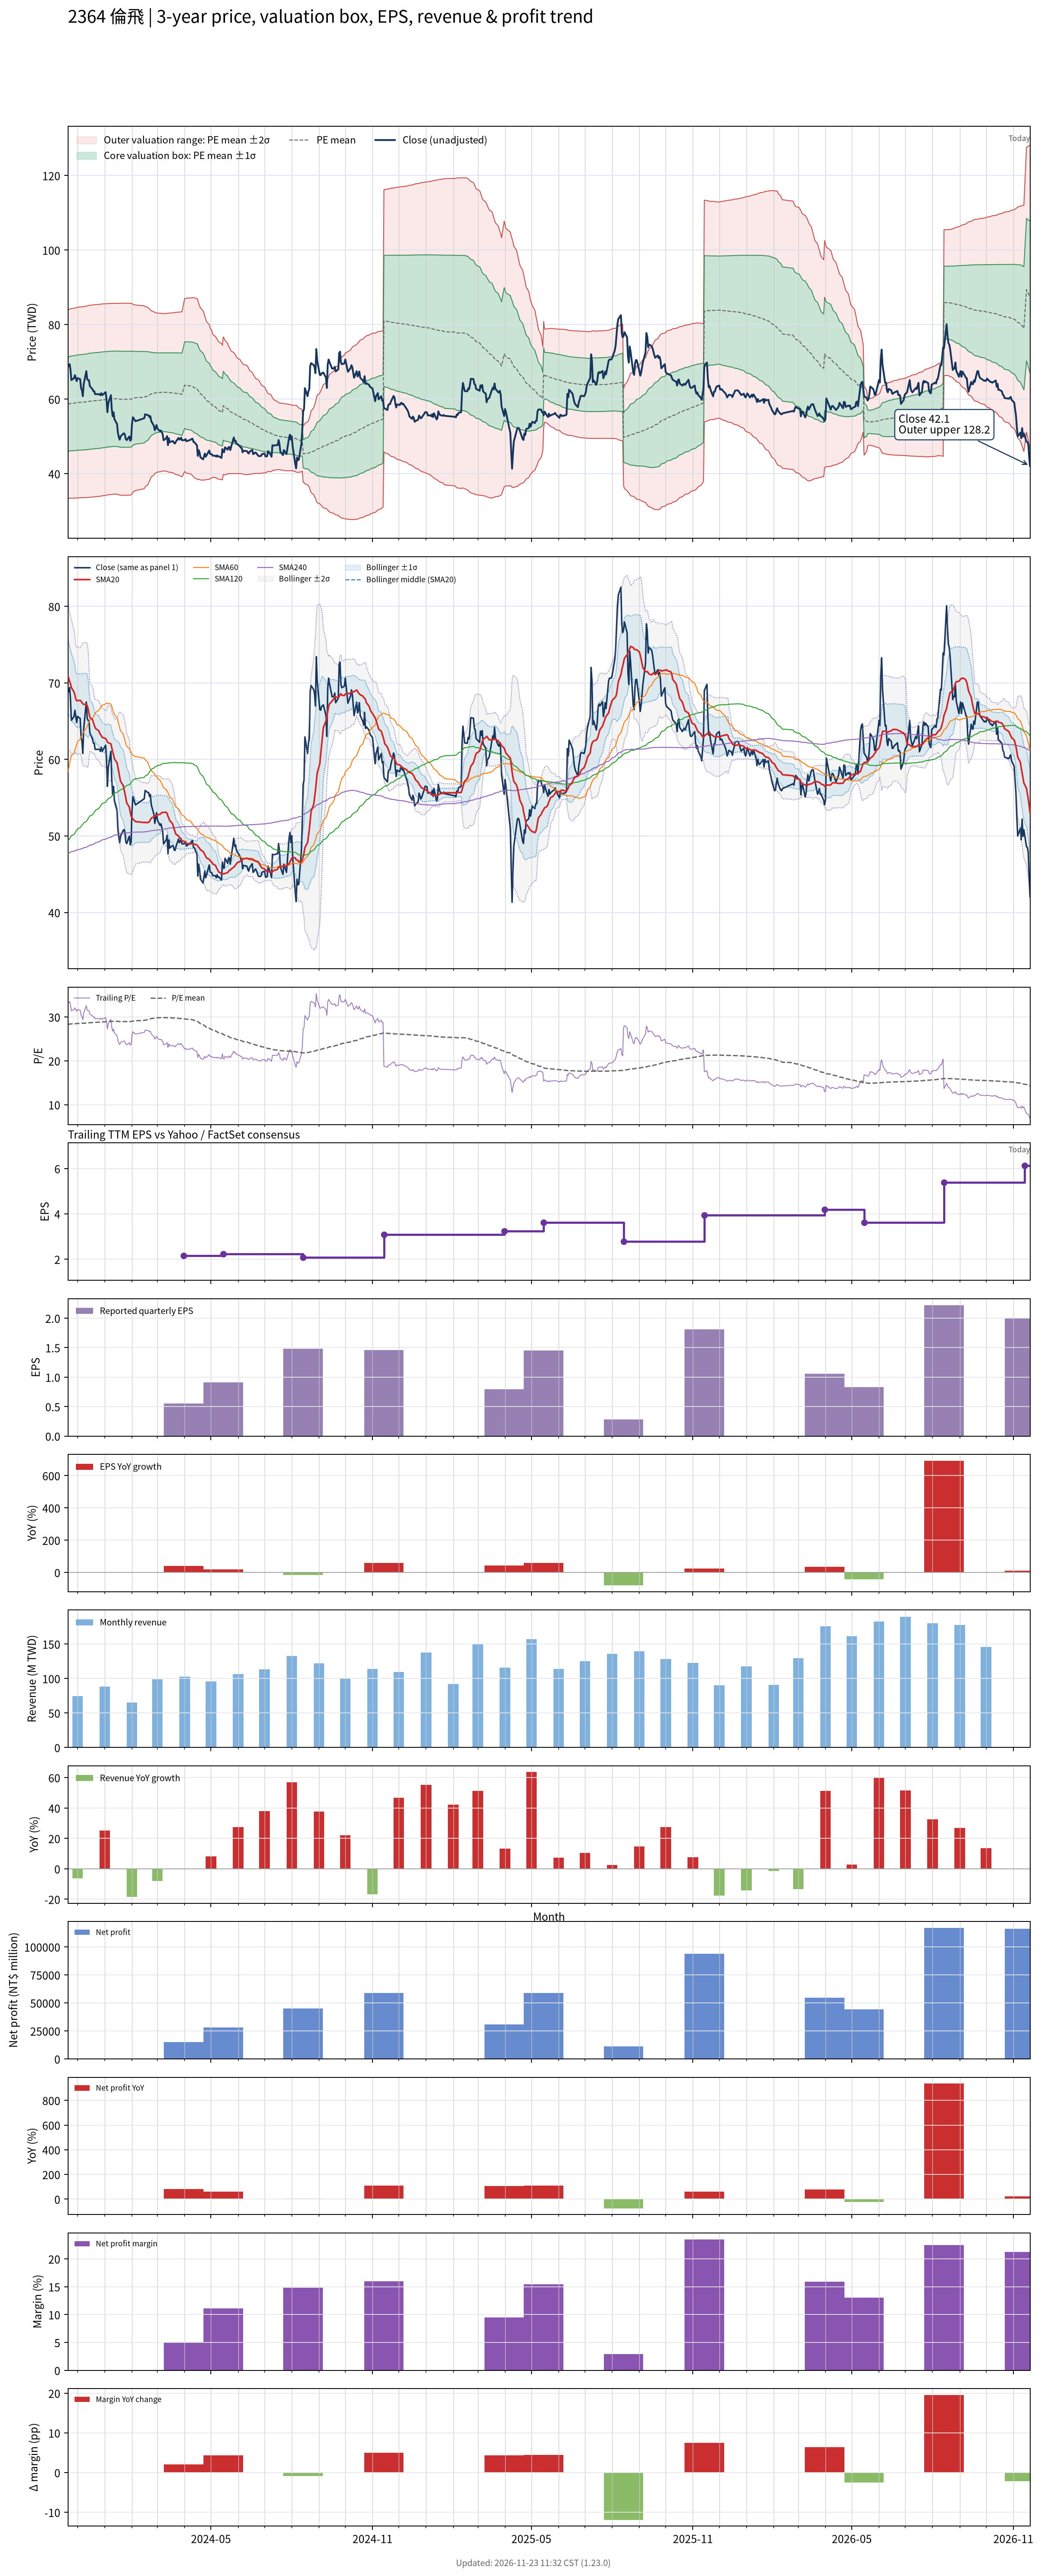 2364 倫飛 | 3-year price, valuation box, EPS, revenue & profit trend
Outer valuation range: PE mean ±2σ
Core valuation box: PE mean ±1σ
PE mean
Close (unadjusted)
Today
Price (TWD)
120
100
80
60
40
Close 42.1
Outer upper 128.2
Close (same as panel 1)
SMA20
SMA60
SMA120
SMA240
Bollinger ±2σ
Bollinger ±1σ
Bollinger middle (SMA20)
Price
80
70
60
50
40
Trailing P/E
P/E mean
P/E
30
20
10
Trailing TTM EPS vs Yahoo / FactSet consensus
Today
EPS
6
4
2
Reported quarterly EPS
EPS
2.0
1.5
1.0
0.5
0.0
EPS YoY growth
YoY (%)
600
400
200
0
Monthly revenue
Revenue (M TWD)
150
100
50
0
Revenue YoY growth
YoY (%)
60
40
20
0
-20
Month
Net profit
Net profit (NT$ million)
100000
75000
50000
25000
0
Net profit YoY
YoY (%)
800
600
400
200
0
Net profit margin
Margin (%)
20
15
10
5
0
Margin YoY change
Δ margin (pp)
20
10
0
-10
2024-05
2024-11
2025-05
2025-11
2026-05
2026-11
Updated: 2026-11-23 11:32 CST (1.23.0)